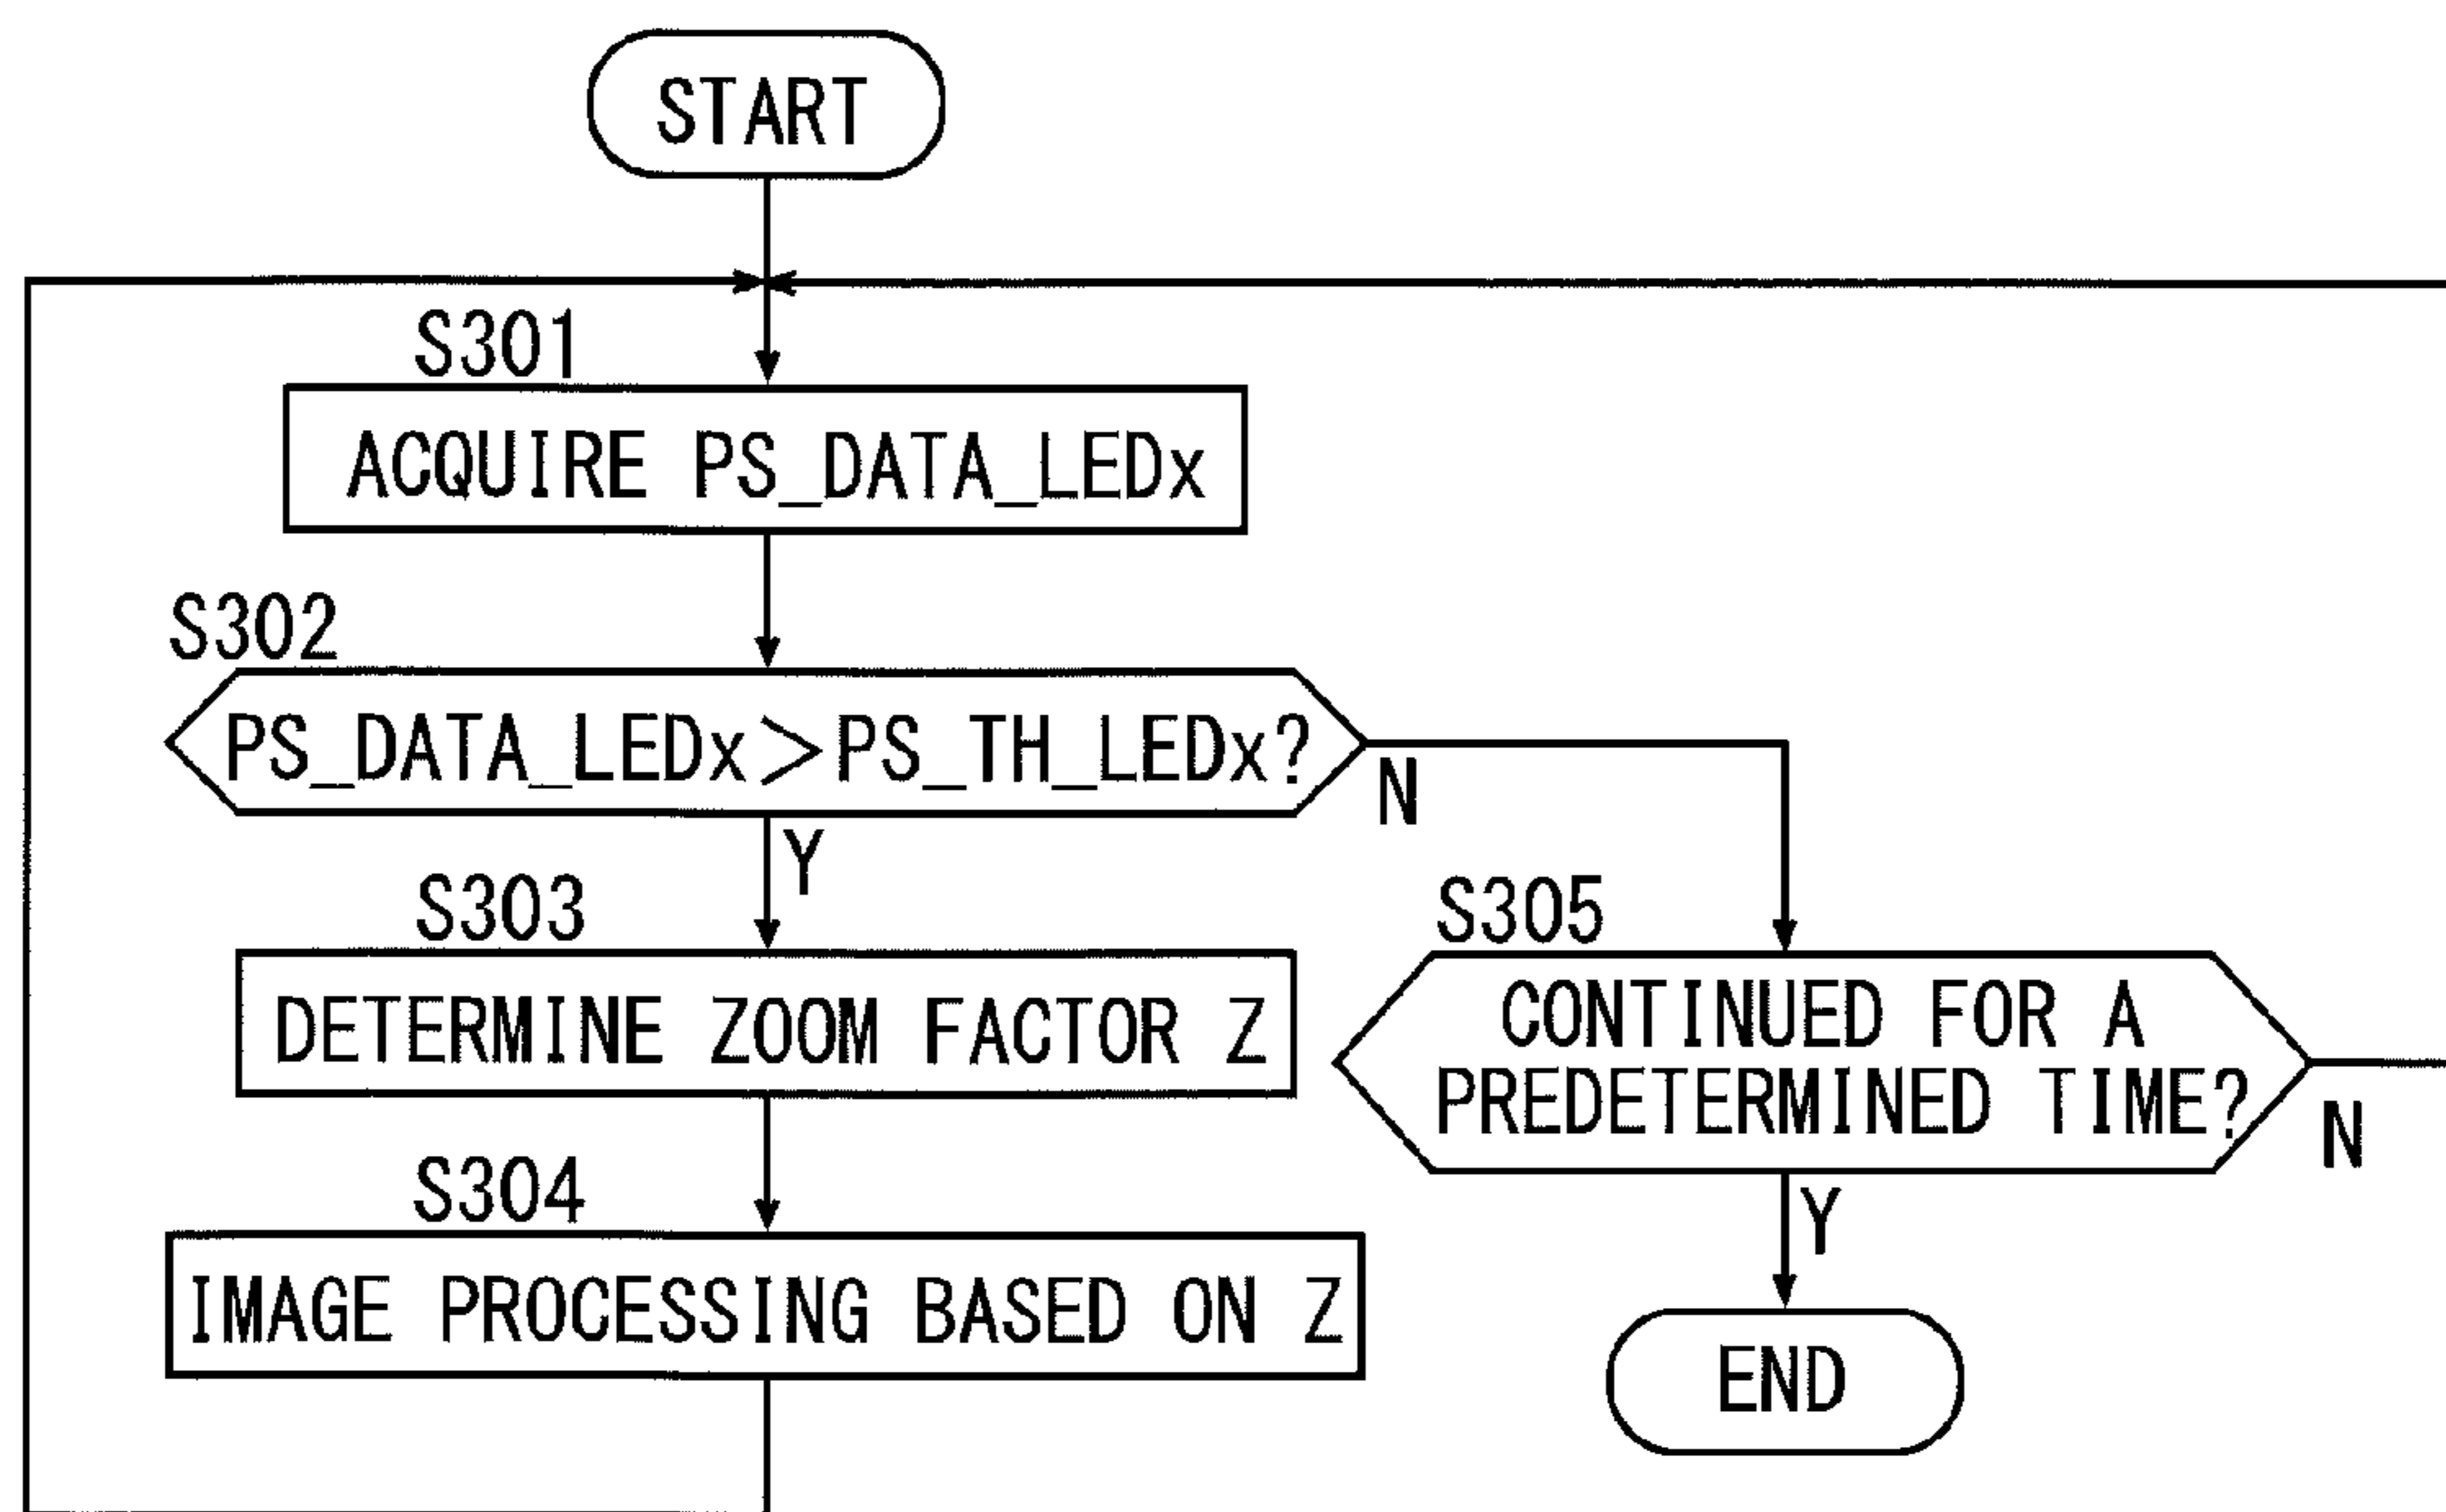 START
S301
ACQUIRE PS_DATA_LEDx
S302
PS_DATA_LEDx>PS_TH_LEDx?
N
Y
S303
DETERMINE ZOOM FACTOR Z
S304
IMAGE PROCESSING BASED ON Z
S305
CONTINUED FOR A
PREDETERMINED TIME?
N
Y
END